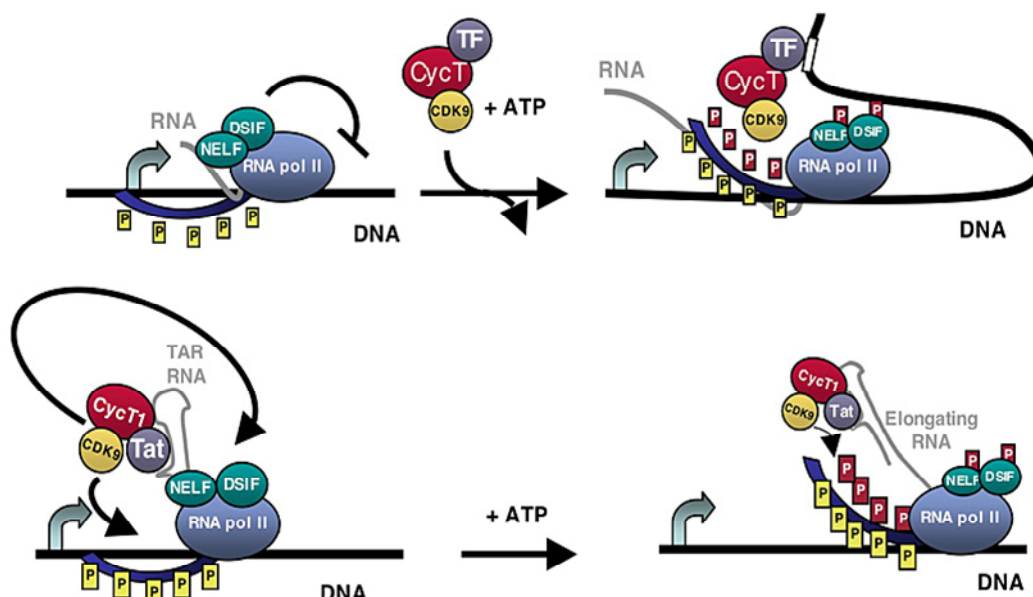 TF
CycT
CDK9
+ ATP
RNA
DSIF
NELF
RNA pol II
P P P P P
DNA
RNA
TF
CycT
CDK9
P P
P P P P
NELF DSIF
RNA pol II
P P P P P
DNA
TAR
RNA
CycT1
CDK9
Tat
NELF
DSIF
RNA pol II
P P P P P
DNA
+ ATP
CycT1
CDK9
Tat
Elongating
RNA
P P
NELF DSIF
P P P P
RNA pol II
P P P P P
DNA